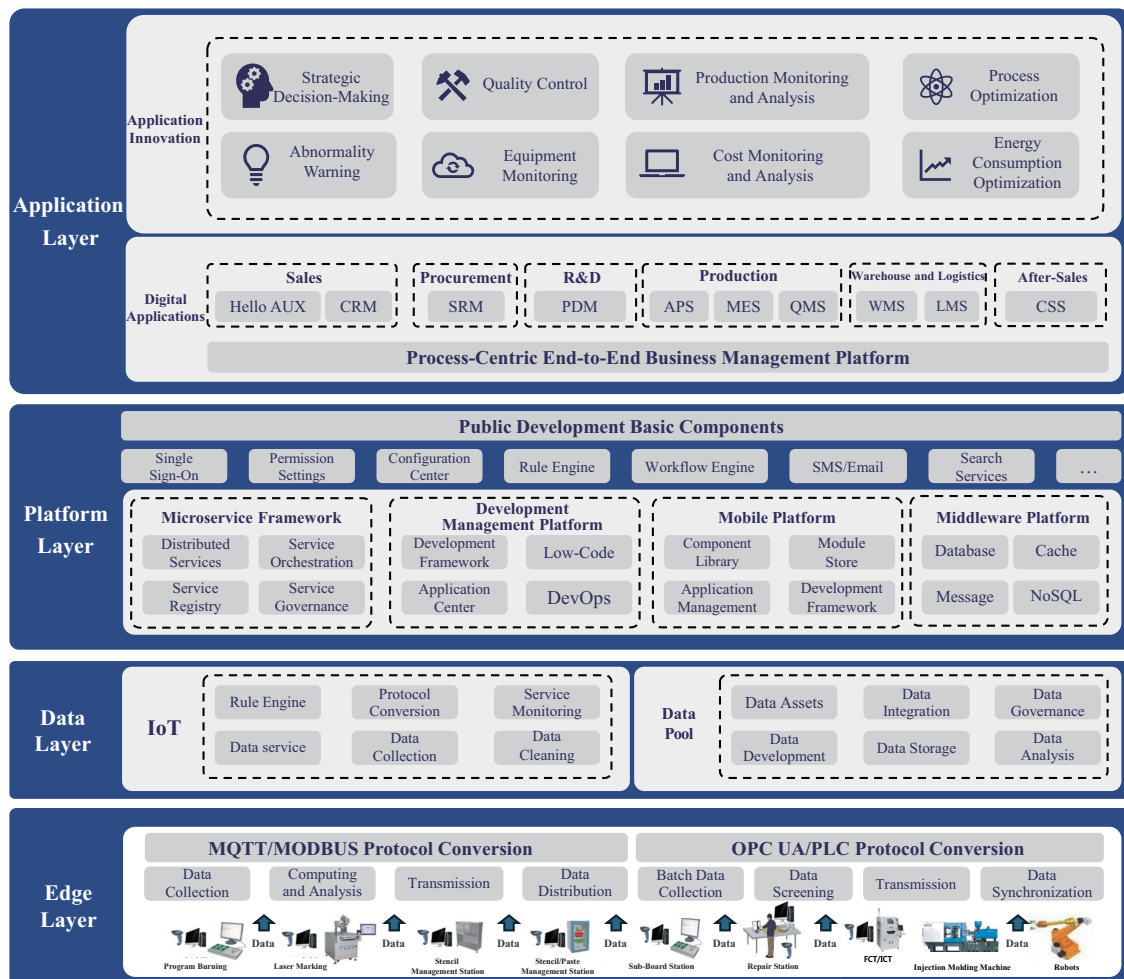 Application
Layer
Application
Innovation
Strategic
Decision-Making
Quality Control
Production Monitoring
and Analysis
Process
Optimization
Abnormality
Warning
Equipment
Monitoring
Cost Monitoring
and Analysis
Energy
Consumption
Optimization
Digital
Applications
Sales
Hello AUX
CRM
Procurement
SRM
R&D
PDM
Production
APS
MES
QMS
Warehouse and Logistics
WMS
LMS
After-Sales
CSS
Process-Centric End-to-End Business Management Platform
Platform
Layer
Public Development Basic Components
Single
Sign-On
Permission
Settings
Configuration
Center
Rule Engine
Workflow Engine
SMS/Email
Search
Services
...
Microservice Framework
Distributed
Services
Service
Orchestration
Service
Registry
Service
Governance
Development
Management Platform
Development
Framework
Low-Code
Application
Center
DevOps
Mobile Platform
Component
Library
Module
Store
Application
Management
Development
Framework
Middleware Platform
Database
Cache
Message
NoSQL
Data
Layer
IoT
Rule Engine
Protocol
Conversion
Service
Monitoring
Data service
Data
Collection
Data
Cleaning
Data
Pool
Data Assets
Data
Integration
Data
Governance
Data
Development
Data Storage
Data
Analysis
Edge
Layer
MQTT/MODBUS Protocol Conversion
Data
Collection
Computing
and Analysis
Transmission
Data
Distribution
OPC UA/PLC Protocol Conversion
Batch Data
Collection
Data
Screening
Transmission
Data
Synchronization
Data
Data
Data
Data
Data
Data
Data
Program Burning
Laser Marking
Stencil
Management Station
Stencil/Paste
Management Station
Sub-Board Station
Repair Station
FCT/ICT
Injection Molding Machine
Robots